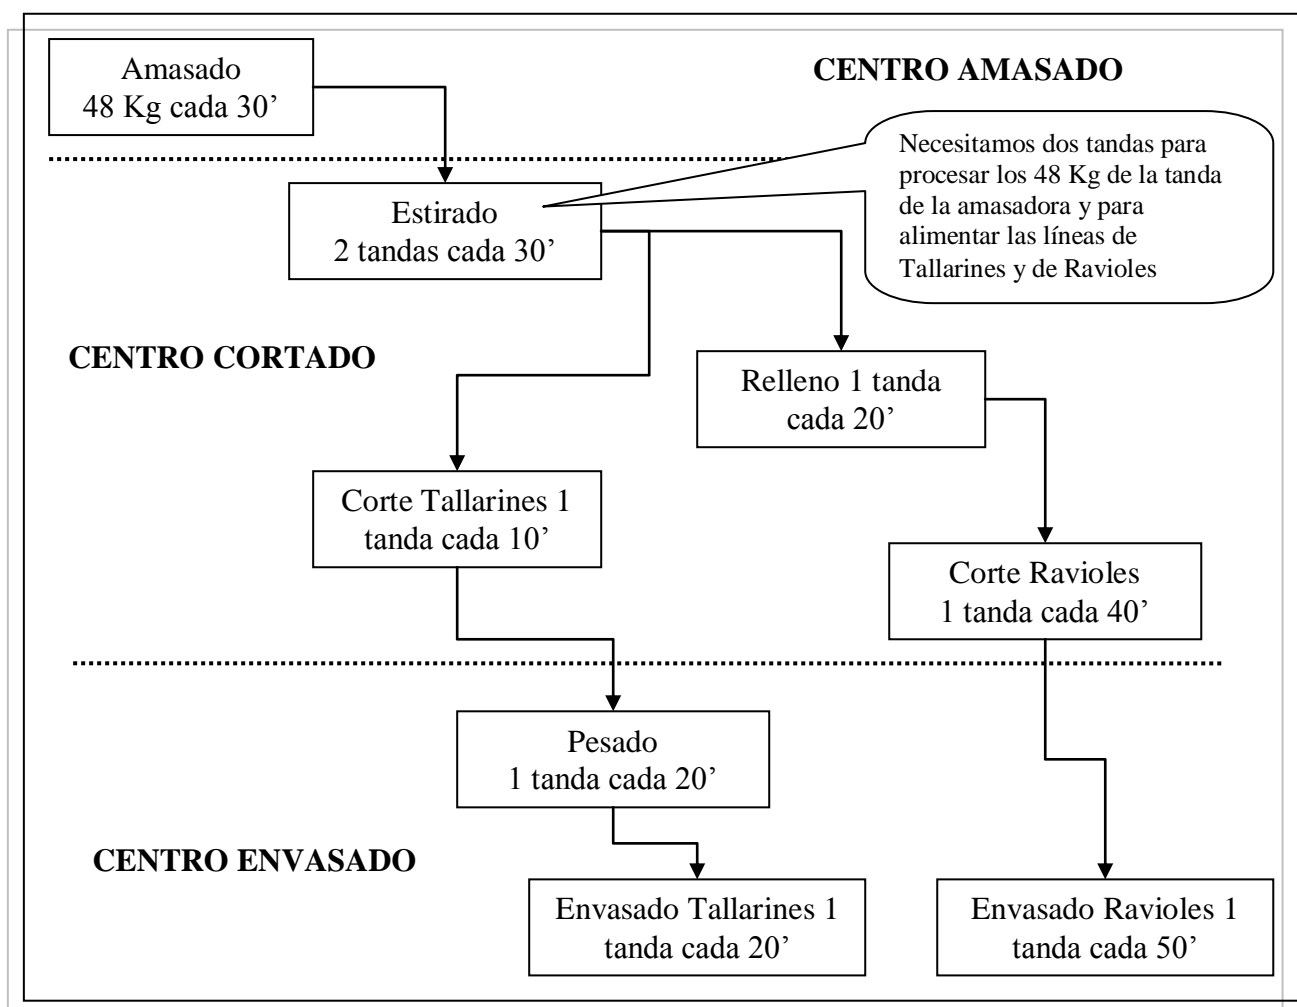 Amasado
48 Kg cada 30’
CENTRO AMASADO
Necesitamos dos tandas para
procesar los 48 Kg de la tanda
de la amasadora y para
alimentar las líneas de
Tallarines y de Ravioles
Estirado
2 tandas cada 30’
CENTRO CORTADO
Relleno 1 tanda
cada 20’
Corte Tallarines 1
tanda cada 10’
Corte Ravioles
1 tanda cada 40’
Pesado
1 tanda cada 20’
CENTRO ENVASADO
Envasado Tallarines 1
tanda cada 20’
Envasado Ravioles 1
tanda cada 50’